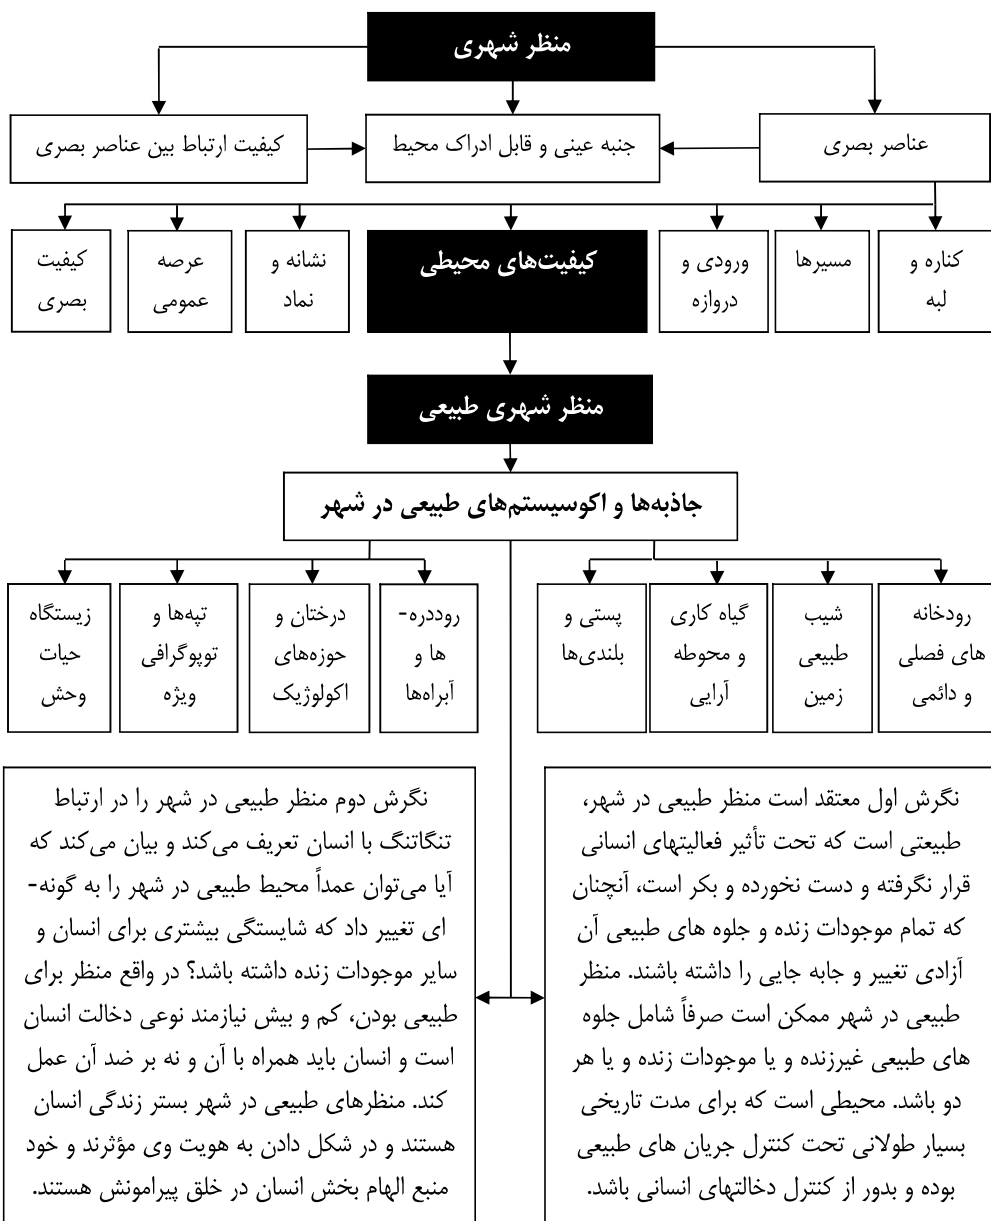 منظر شهری
عناصر بصری
جنبه عینی و قابل ادراک محیط
کیفیت ارتباط بین عناصر بصری
کناره و
لبه
مسیرها
ورودی و
دروازه
کیفیت‌های محیطی
نشانه و
نماد
عرصه
عمومی
کیفیت
بصری
منظر شهری طبیعی
جاذبه‌ها و اکوسیستم‌های طبیعی در شهر
رودخانه
های فصلی
و دائمی
شیب
طبیعی
زمین
گیاه کاری
و محوطه
آرایی
پستی و
بلندی‌ها
روددره-
ها و
آبراه‌ها
درختان و
حوزه‌های
اکولوژیک
تپه‌ها و
توپوگرافی
ویژه
زیستگاه
حیات
وحش
نگرش اول معتقد است منظر طبیعی در شهر،
طبیعتی است که تحت تأثیر فعالیتهای انسانی
قرار نگرفته و دست نخورده و بکر است، آنچنان
که تمام موجودات زنده و جلوه های طبیعی آن
آزادی تغییر و جابه جایی را داشته باشند. منظر
طبیعی در شهر ممکن است صرفاً شامل جلوه
های طبیعی غیرزنده و یا موجودات زنده و یا هر
دو باشد. محیطی است که برای مدت تاریخی
بسیار طولانی تحت کنترل جریان های طبیعی
بوده و بدور از کنترل دخالتهای انسانی باشد.
نگرش دوم منظر طبیعی در شهر را در ارتباط
تنگاتنگ با انسان تعریف می‌کند و بیان می‌کند که
آیا می‌توان عمداً محیط طبیعی در شهر را به گونه-
ای تغییر داد که شایستگی بیشتری برای انسان و
سایر موجودات زنده داشته باشد؟ در واقع منظر برای
طبیعی بودن، کم و بیش نیازمند نوعی دخالت انسان
است و انسان باید همراه با آن و نه بر ضد آن عمل
کند. منظرهای طبیعی در شهر بستر زندگی انسان
هستند و در شکل دادن به هویت وی مؤثرند و خود
منبع الهام بخش انسان در خلق پیرامونش هستند.